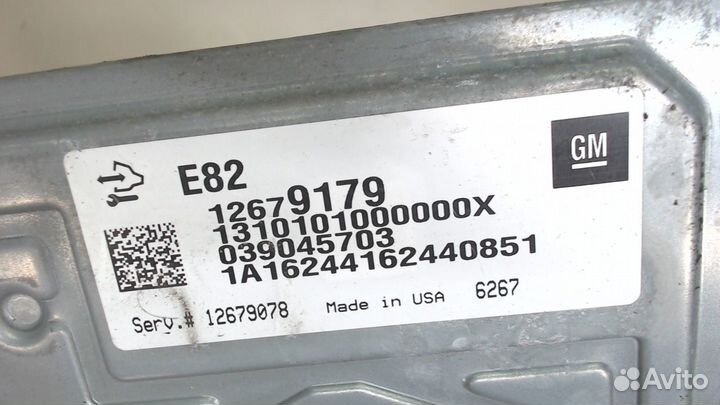 E82
GM
12679179
1310101000000X
039045703
1A16244162440851
Serv.# 12679078 Made in USA 6267
Avito